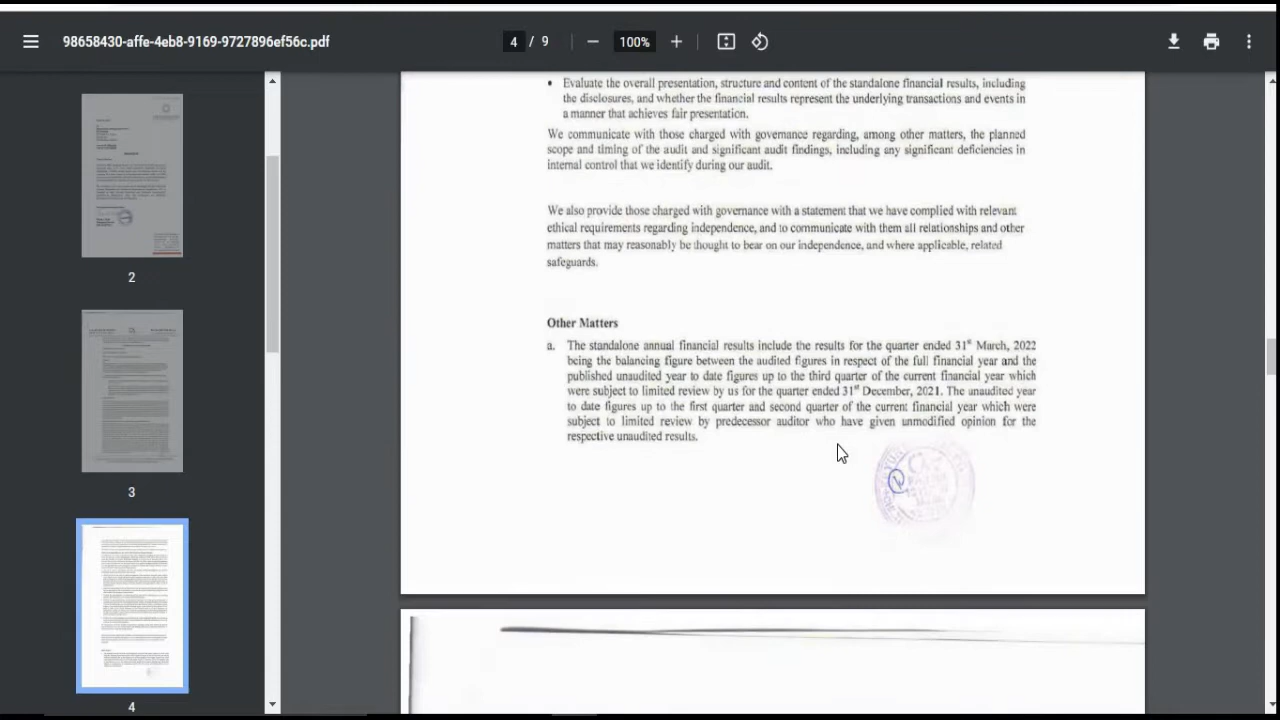 98658430-affe-4eb8-9169-9727896ef56c.pdf
4 / 9
100%
2
3
4
• Evaluate the overall presentation, structure and content of the standalone financial results, including
the disclosures, and whether the financial results represent the underlying transactions and events in
a manner that achieves fair presentation.
We communicate with those charged with governance regarding, among other matters, the planned
scope and timing of the audit and significant audit findings, including any significant deficiencies in
internal control that we identify during our audit.
We also provide those charged with governance with a statement that we have complied with relevant
ethical requirements regarding independence, and to communicate with them all relationships and other
matters that may reasonably be thought to bear on our independence, and where applicable, related
safeguards.
Other Matters
a. The standalone annual financial results include the results for the quarter ended 31st March, 2022
being the balancing figure between the audited figures in respect of the full financial year and the
published unaudited year to date figures up to the third quarter of the current financial year which
were subject to limited review by us for the quarter ended 31st December, 2021. The unaudited year
to date figures up to the first quarter and second quarter of the current financial year which were
subject to limited review by predecessor auditor who have given unmodified opinion for the
respective unaudited results.